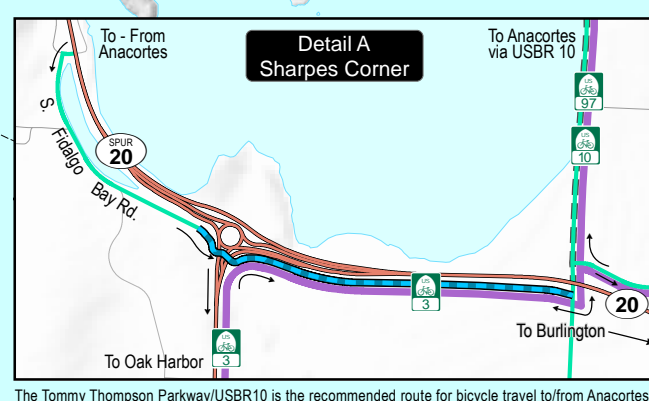 To - From
Anacortes
Detail A
Sharpes Corner
To Anacortes
via USBR 10
US
97
US
10
SPUR
20
S. Fidalgo Bay Rd.
US
3
20
To Burlington
To Oak Harbor
US
3
The Tommy Thompson Parkway/USBR10 is the recommended route for bicycle travel to/from Anacortes